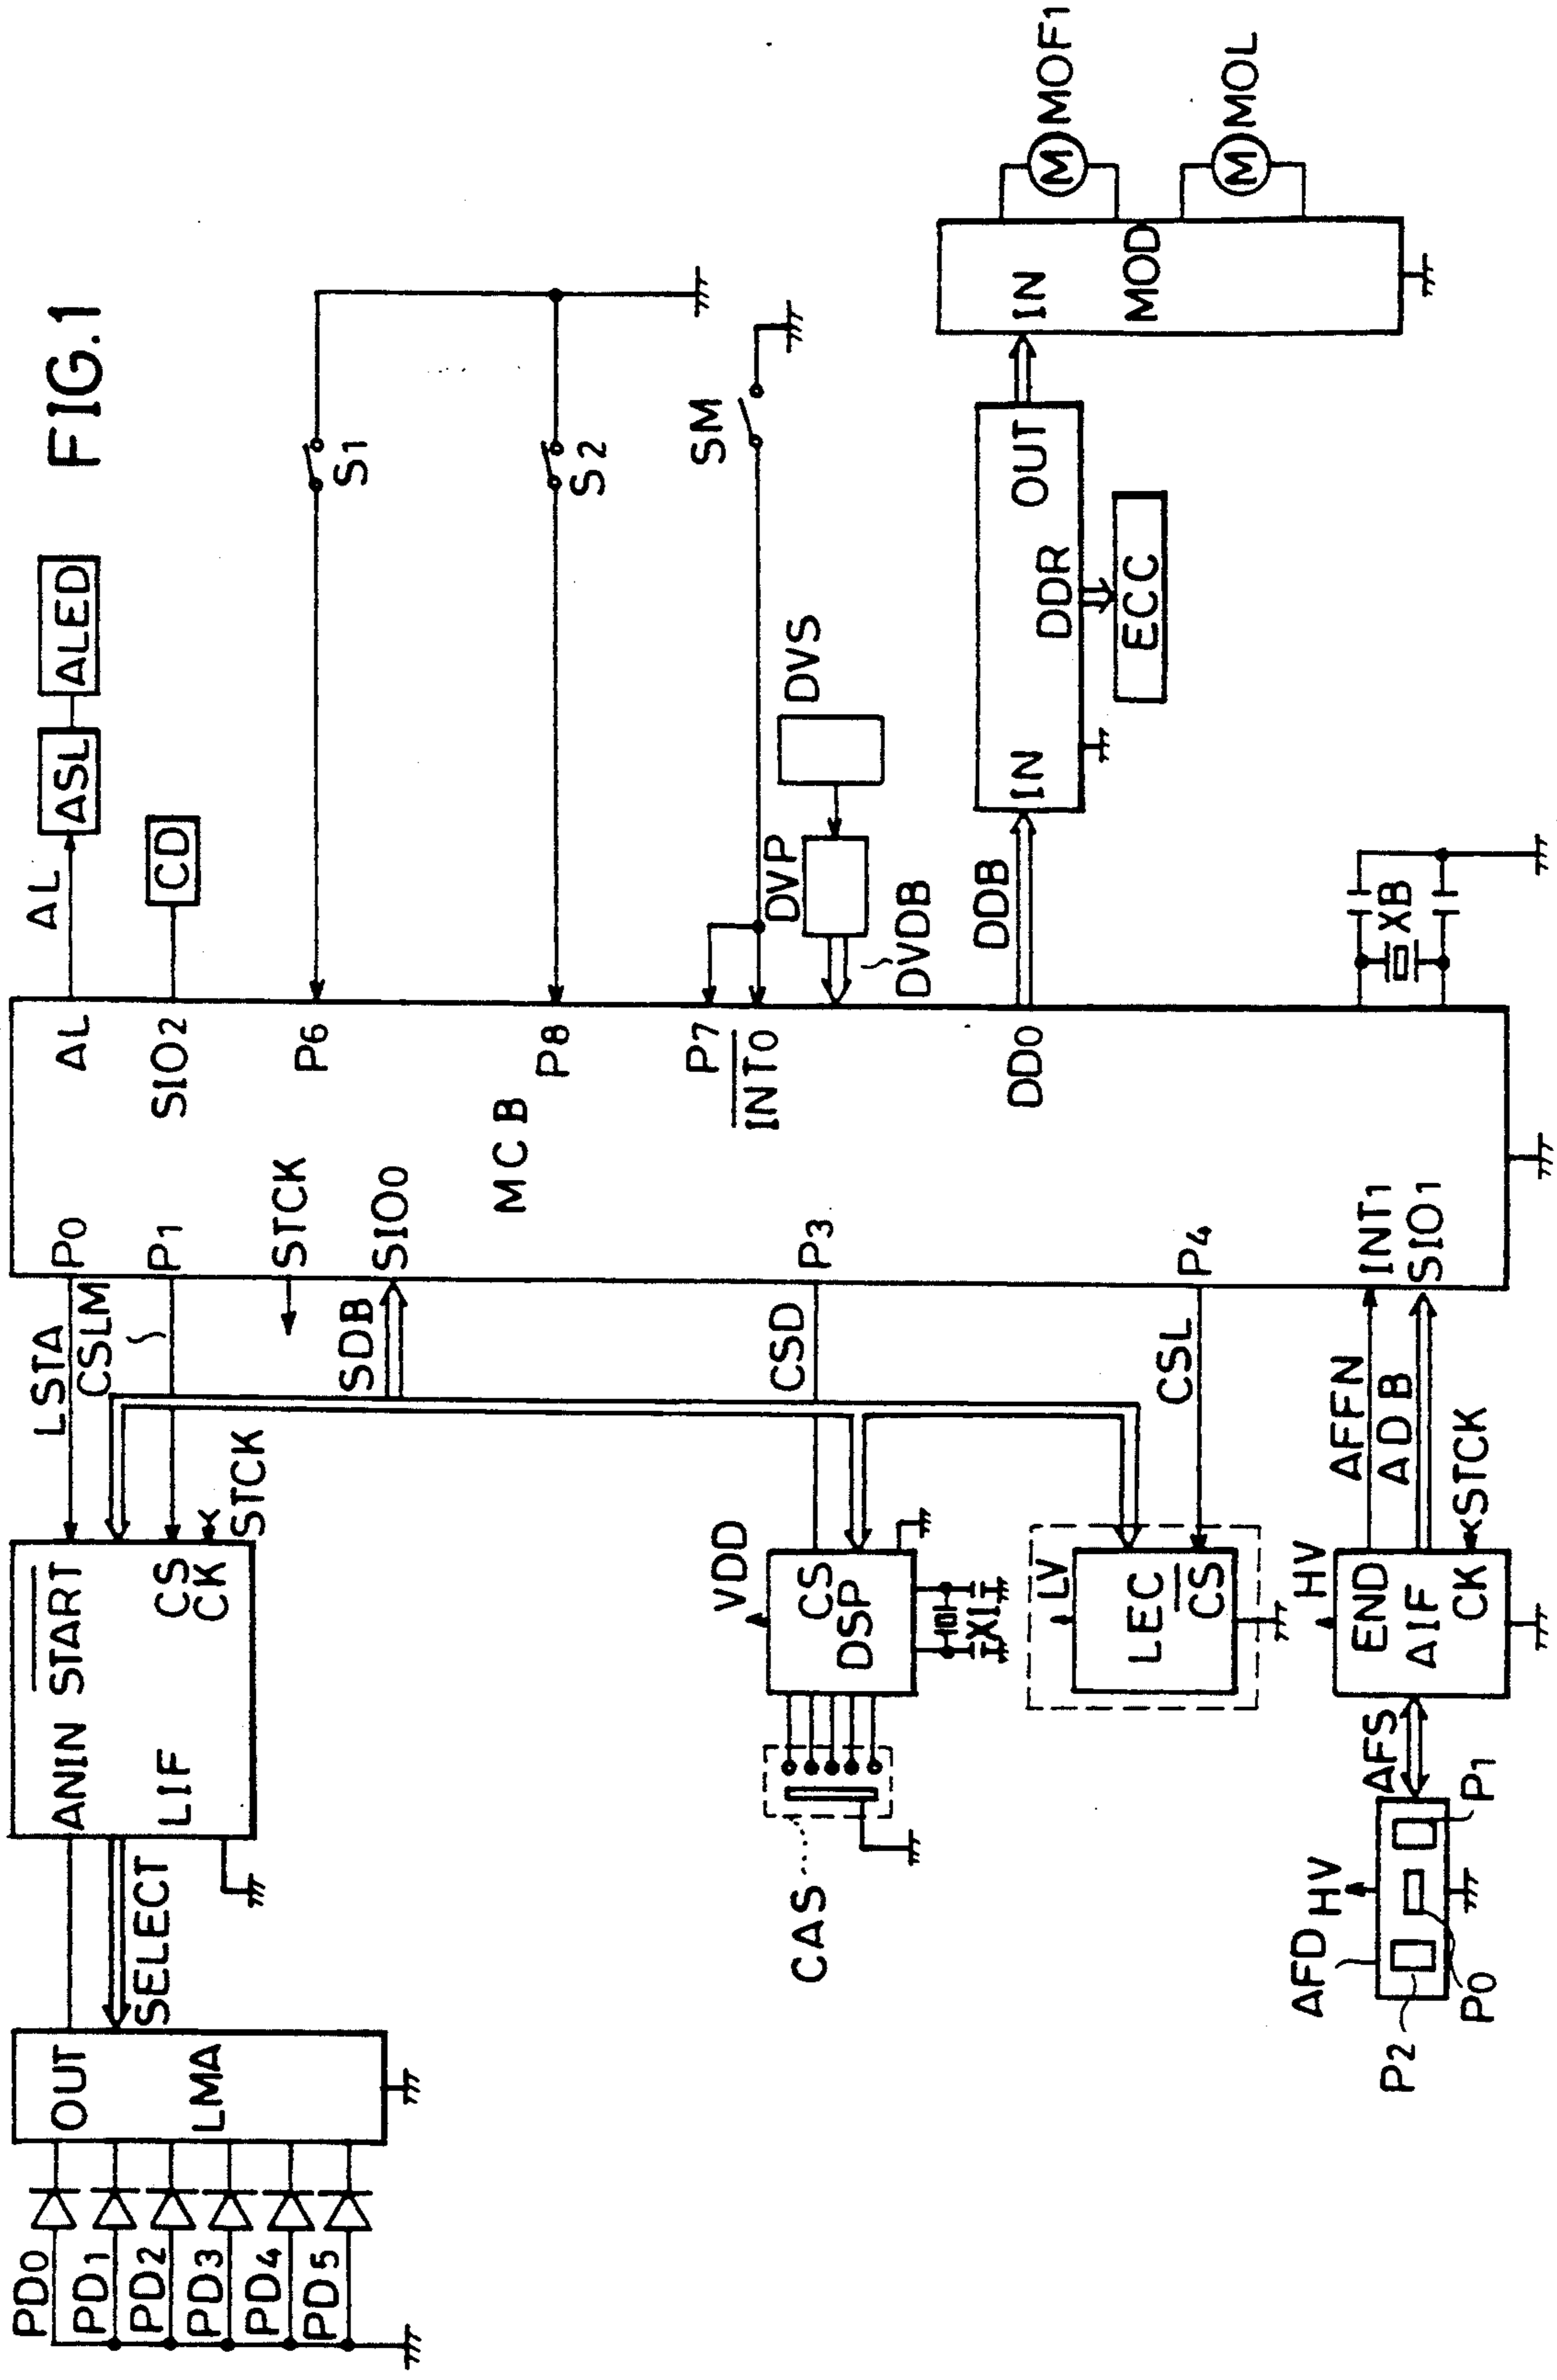 FIG.1
PD0
PD1
PD2
PD3
PD4
PD5
OUT
LMA
SELECT
ANIN
START
LIF
CS
CK
STCK
LSTA
CSLM
P0
P1
STCK
SDB
SIO0
MCB
AL
SIO2
P6
P8
P7
INT0
DD0
AL
ASL
ALED
CD
S1
S2
SM
DVS
DVP
DVDB
DDB
IN
OUT
DDR
ECC
IN
MOD
M
MOF1
M
MOL
XB
CSD
P3
VDD
CS
DSP
X1
CAS
CSL
P4
LV
LEC
CS
AFFN
INT1
ADB
SIO1
STCK
HV
END
AIF
CK
AFS
AFD
HV
P1
P0
P2